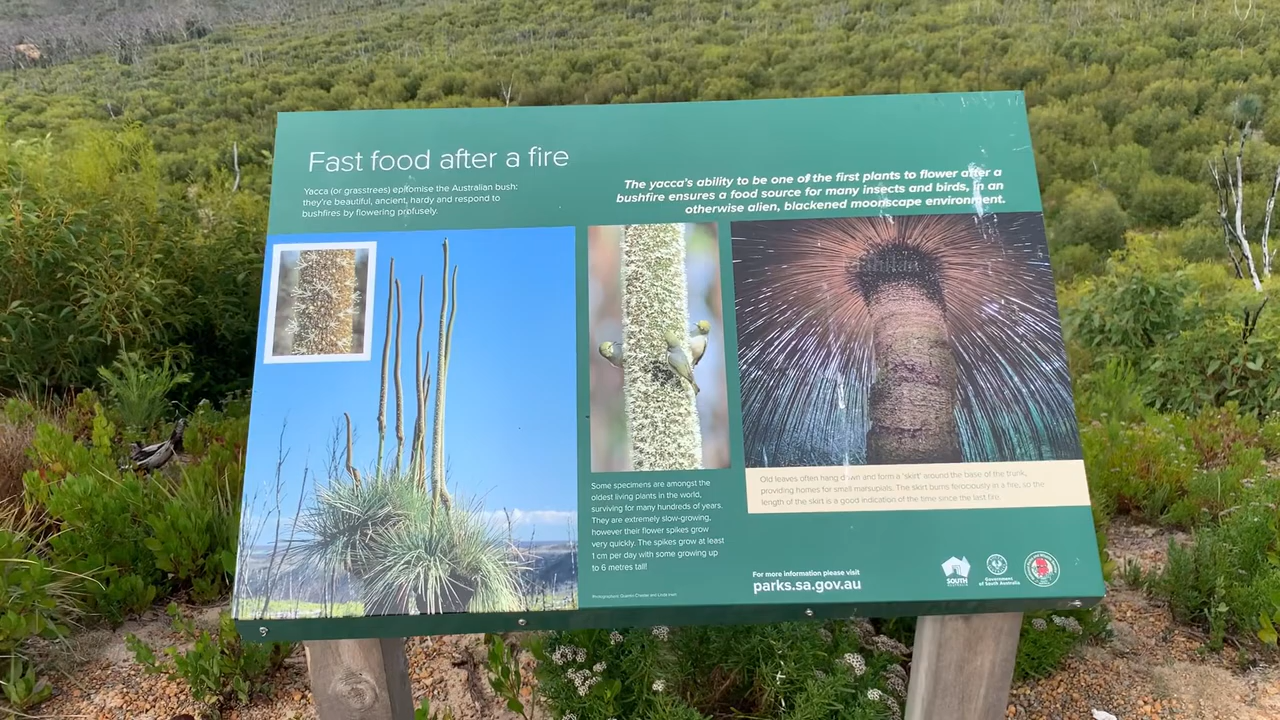 Fast food after a fire
Yacca (or grasstrees) epitomise the Australian bush:
they're beautiful, ancient, hardy and respond to
bushfires by flowering profusely.
The yacca's ability to be one of the first plants to flower after a
bushfire ensures a food source for many insects and birds, in an
otherwise alien, blackened moonscape environment.
Some specimens are amongst the
oldest living plants in the world,
surviving for many hundreds of years.
They are extremely slow-growing,
however their flower spikes grow
very quickly. The spikes grow at least
1 cm per day with some growing up
to 6 metres tall!
Old leaves often hang down and form a 'skirt' around the base of the trunk,
providing homes for small marsupials. The skirt burns ferociously in a fire, so the
length of the skirt is a good indication of the time since the last fire.
For more information please visit
parks.sa.gov.au
SOUTH
Government
of South Australia